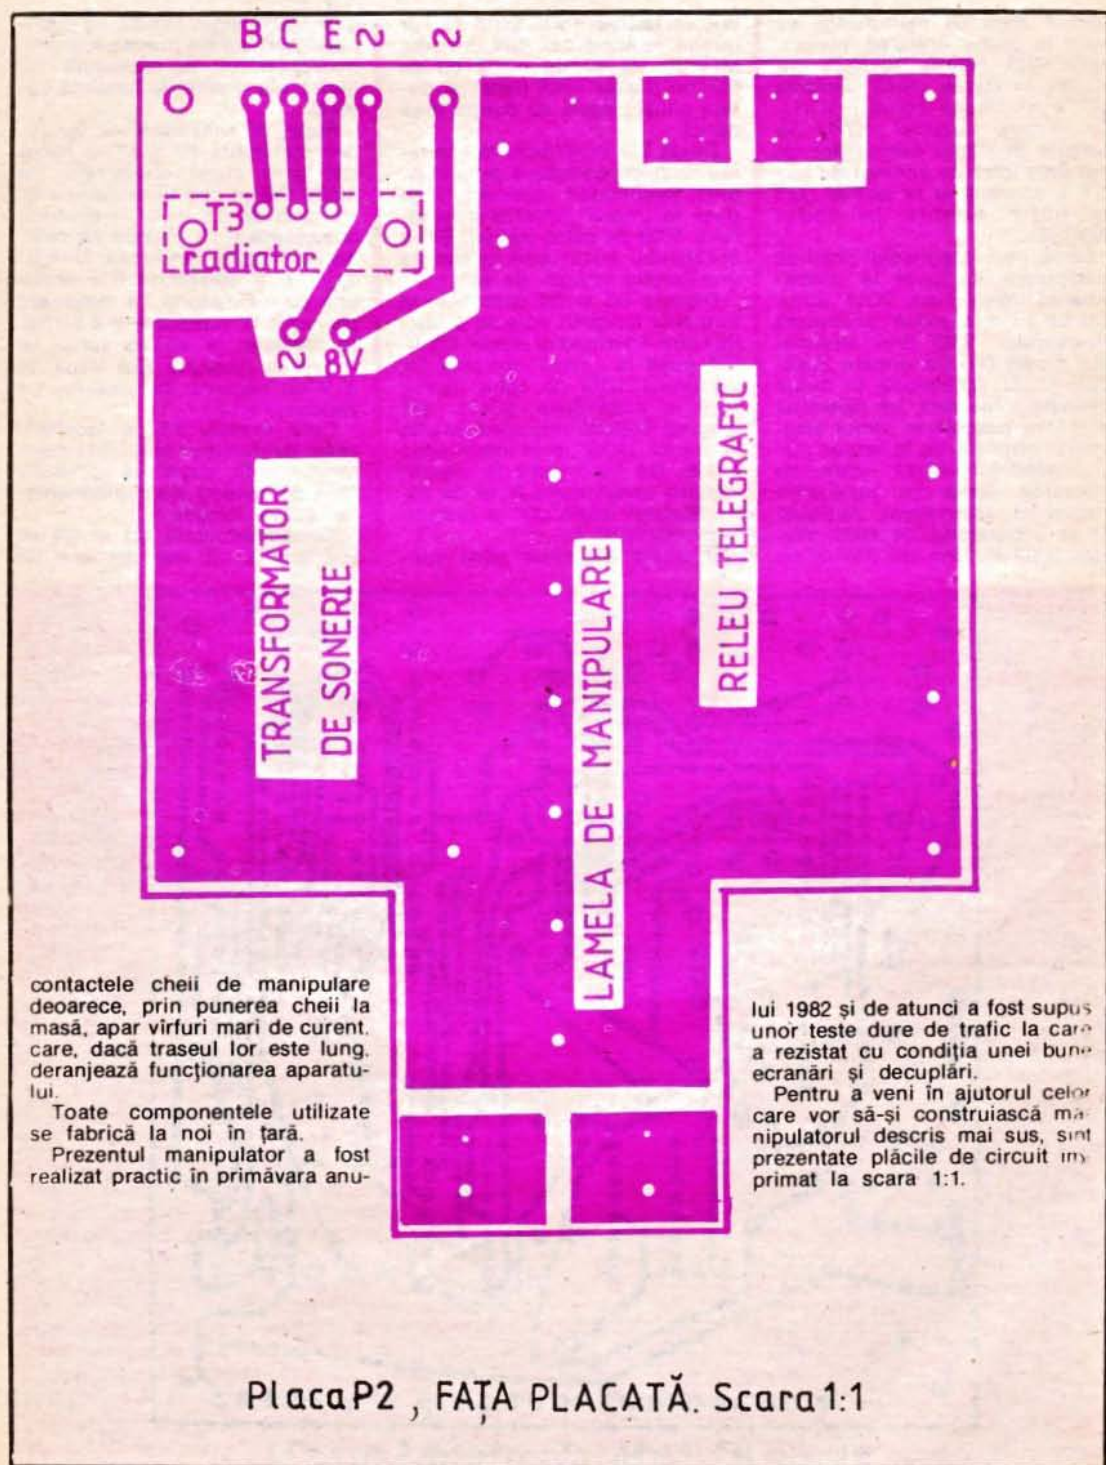 B C E ~ ~
T3
radiator
~ 8V
TRANSFORMATOR
DE SONERIE
LAMELA DE MANIPULARE
RELEU TELEGRAFIC
contactele cheii de manipulare
deoarece, prin punerea cheii la
masă, apar vîrfuri mari de curent.
care, dacă traseul lor este lung.
deranjează funcționarea aparatu-
lui.
Toate componentele utilizate
se fabrică la noi în țară.
Prezentul manipulator a fost
realizat practic în primăvara anu-
lui 1982 și de atunci a fost supus
unor teste dure de trafic la care
a rezistat cu condiția unei bune
ecranări și decuplări.
Pentru a veni în ajutorul celor
care vor să-și construiască ma-
nipulatorul descris mai sus, sînt
prezentate plăcile de circuit im-
primat la scara 1:1.
Placa P2, FAȚA PLACATĂ. Scara 1:1